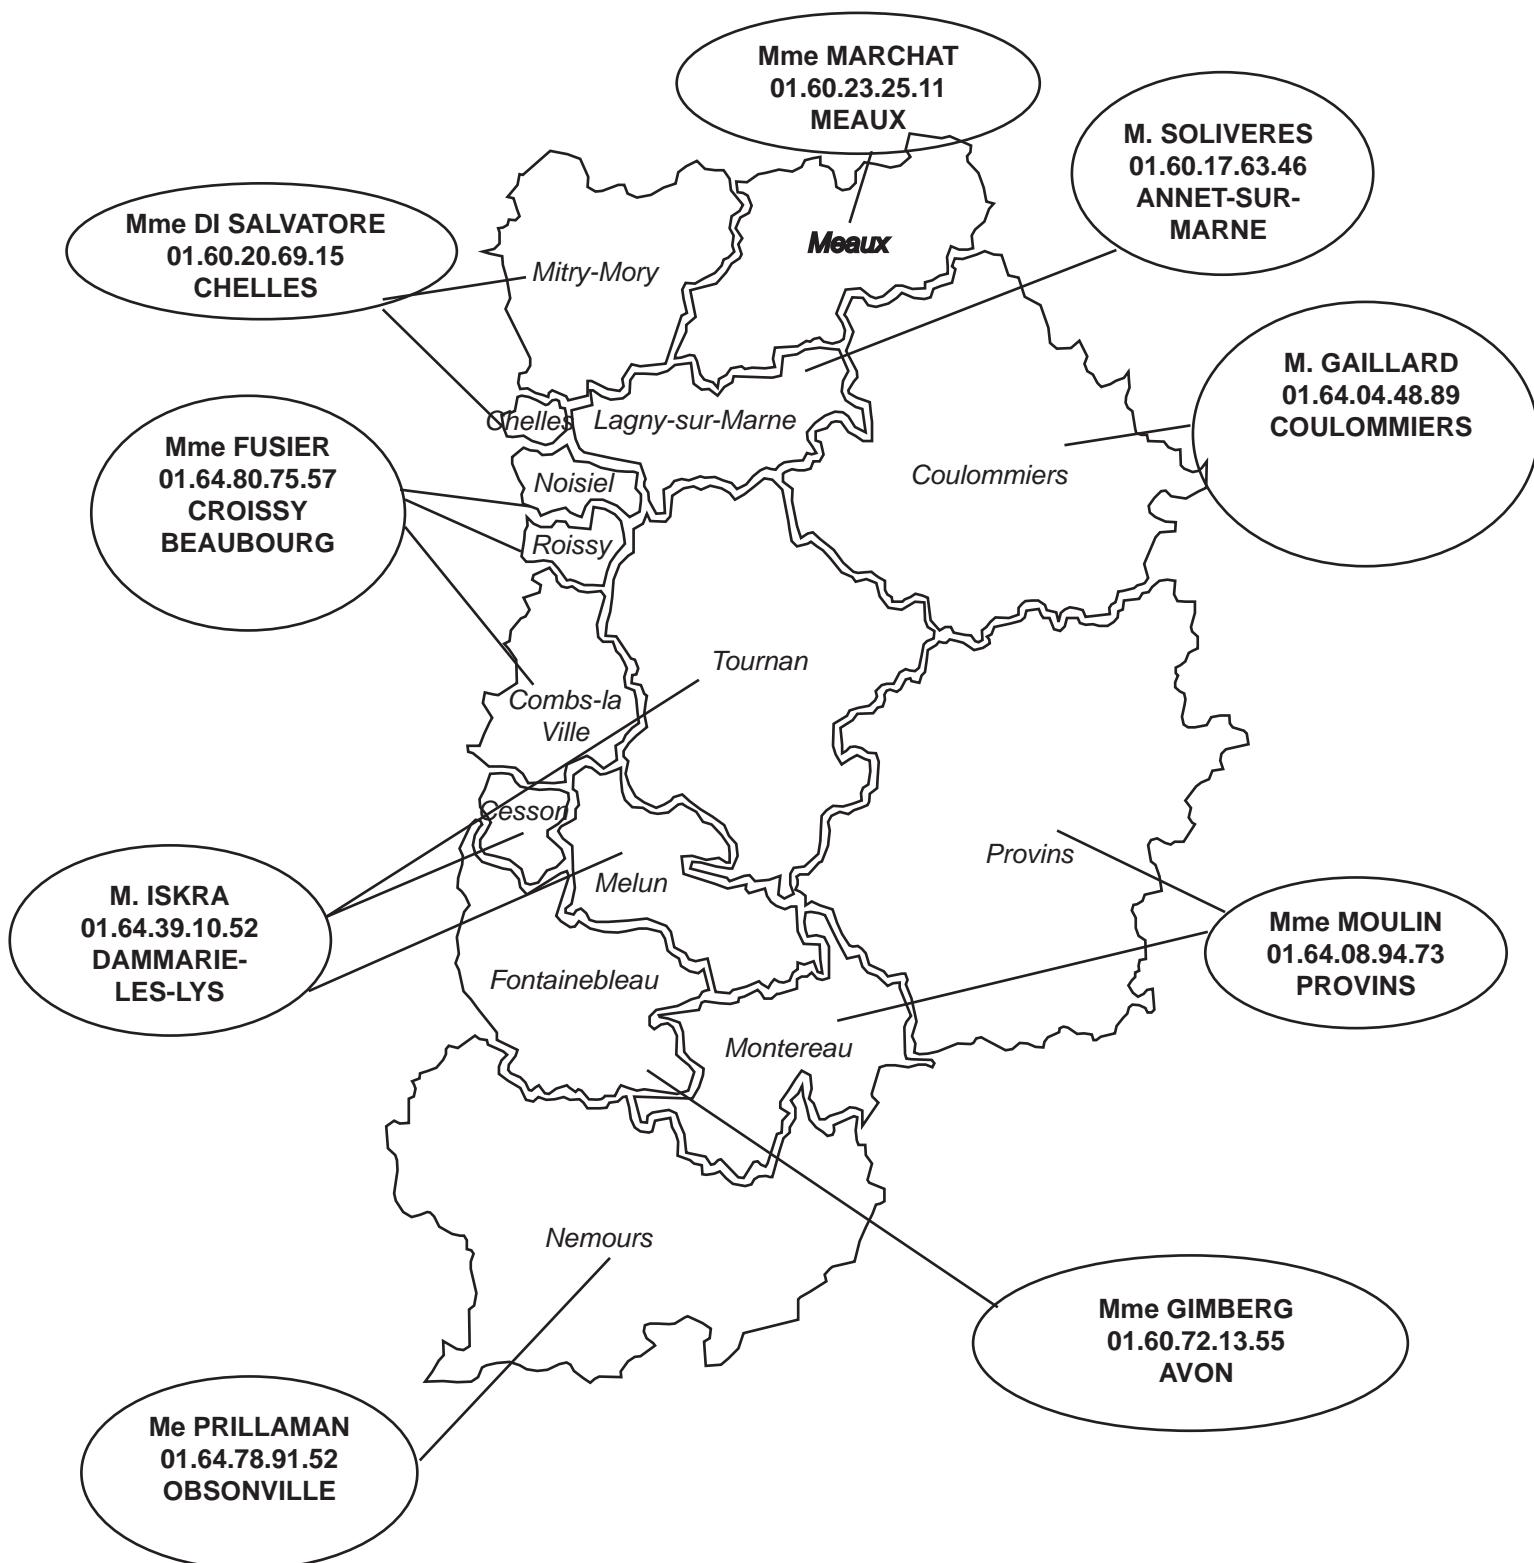 Mme MARCHAT
01.60.23.25.11
MEAUX
M. SOLIVERES
01.60.17.63.46
ANNET-SUR-
MARNE
Mme DI SALVATORE
01.60.20.69.15
CHELLES
Meaux
Mitry-Mory
M. GAILLARD
01.64.04.48.89
COULOMMIERS
Chelles
Lagny-sur-Marne
Mme FUSIER
01.64.80.75.57
CROISSY
BEAUBOURG
Noisiel
Coulommiers
Roissy
Tournan
Combs-la
Ville
Cesson
Melun
Provins
M. ISKRA
01.64.39.10.52
DAMMARIE-
LES-LYS
Mme MOULIN
01.64.08.94.73
PROVINS
Fontainebleau
Montereau
Nemours
Mme GIMBERG
01.60.72.13.55
AVON
Me PRILLAMAN
01.64.78.91.52
OBSONVILLE